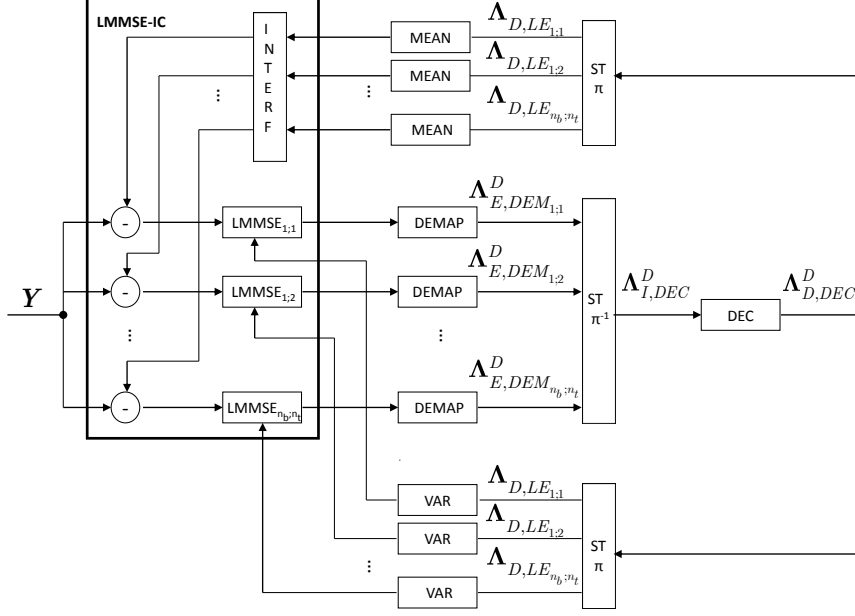 LMMSE-IC
I
N
T
E
R
F
MEAN
Λ_{D,LE_{1;1}}
MEAN
Λ_{D,LE_{1;2}}
...
MEAN
Λ_{D,LE_{n_b;n_t}}
ST
π
...
-
LMMSE_{1;1}
DEMAP
Λ^D_{E,DEM_{1;1}}
Y
-
LMMSE_{1;2}
DEMAP
Λ^D_{E,DEM_{1;2}}
...
...
-
LMMSE_{n_b;n_t}
DEMAP
Λ^D_{E,DEM_{n_b;n_t}}
ST
π^{-1}
Λ^D_{I,DEC}
DEC
Λ^D_{D,DEC}
VAR
Λ_{D,LE_{1;1}}
VAR
Λ_{D,LE_{1;2}}
...
VAR
Λ_{D,LE_{n_b;n_t}}
ST
π